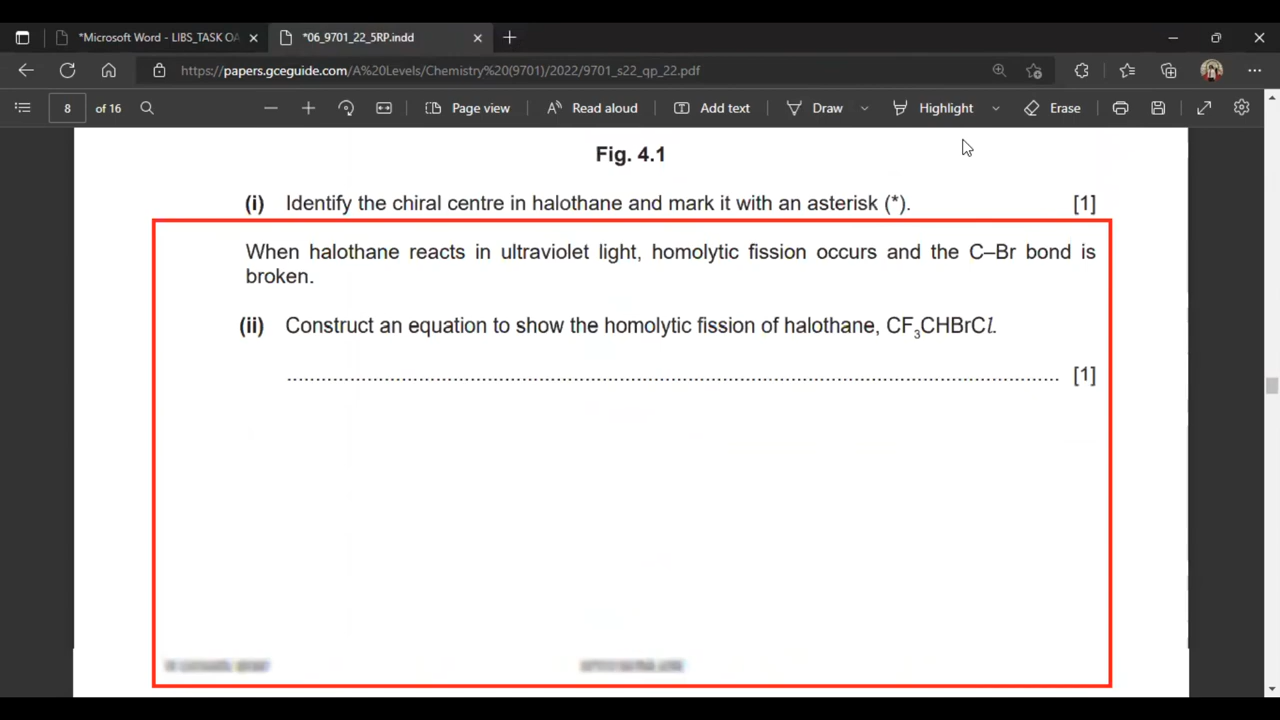 *Microsoft Word - LIBS_TASK OA
*06_9701_22_5RP.indd
https://papers.gceguide.com/A%20Levels/Chemistry%20(9701)/2022/9701_s22_qp_22.pdf
8 of 16 Page view Read aloud Add text Draw Highlight Erase
Fig. 4.1
(i) Identify the chiral centre in halothane and mark it with an asterisk (*). [1]
When halothane reacts in ultraviolet light, homolytic fission occurs and the C–Br bond is
broken.
(ii) Construct an equation to show the homolytic fission of halothane, CF₃CHBrCl.
.......................................................................................................................................... [1]